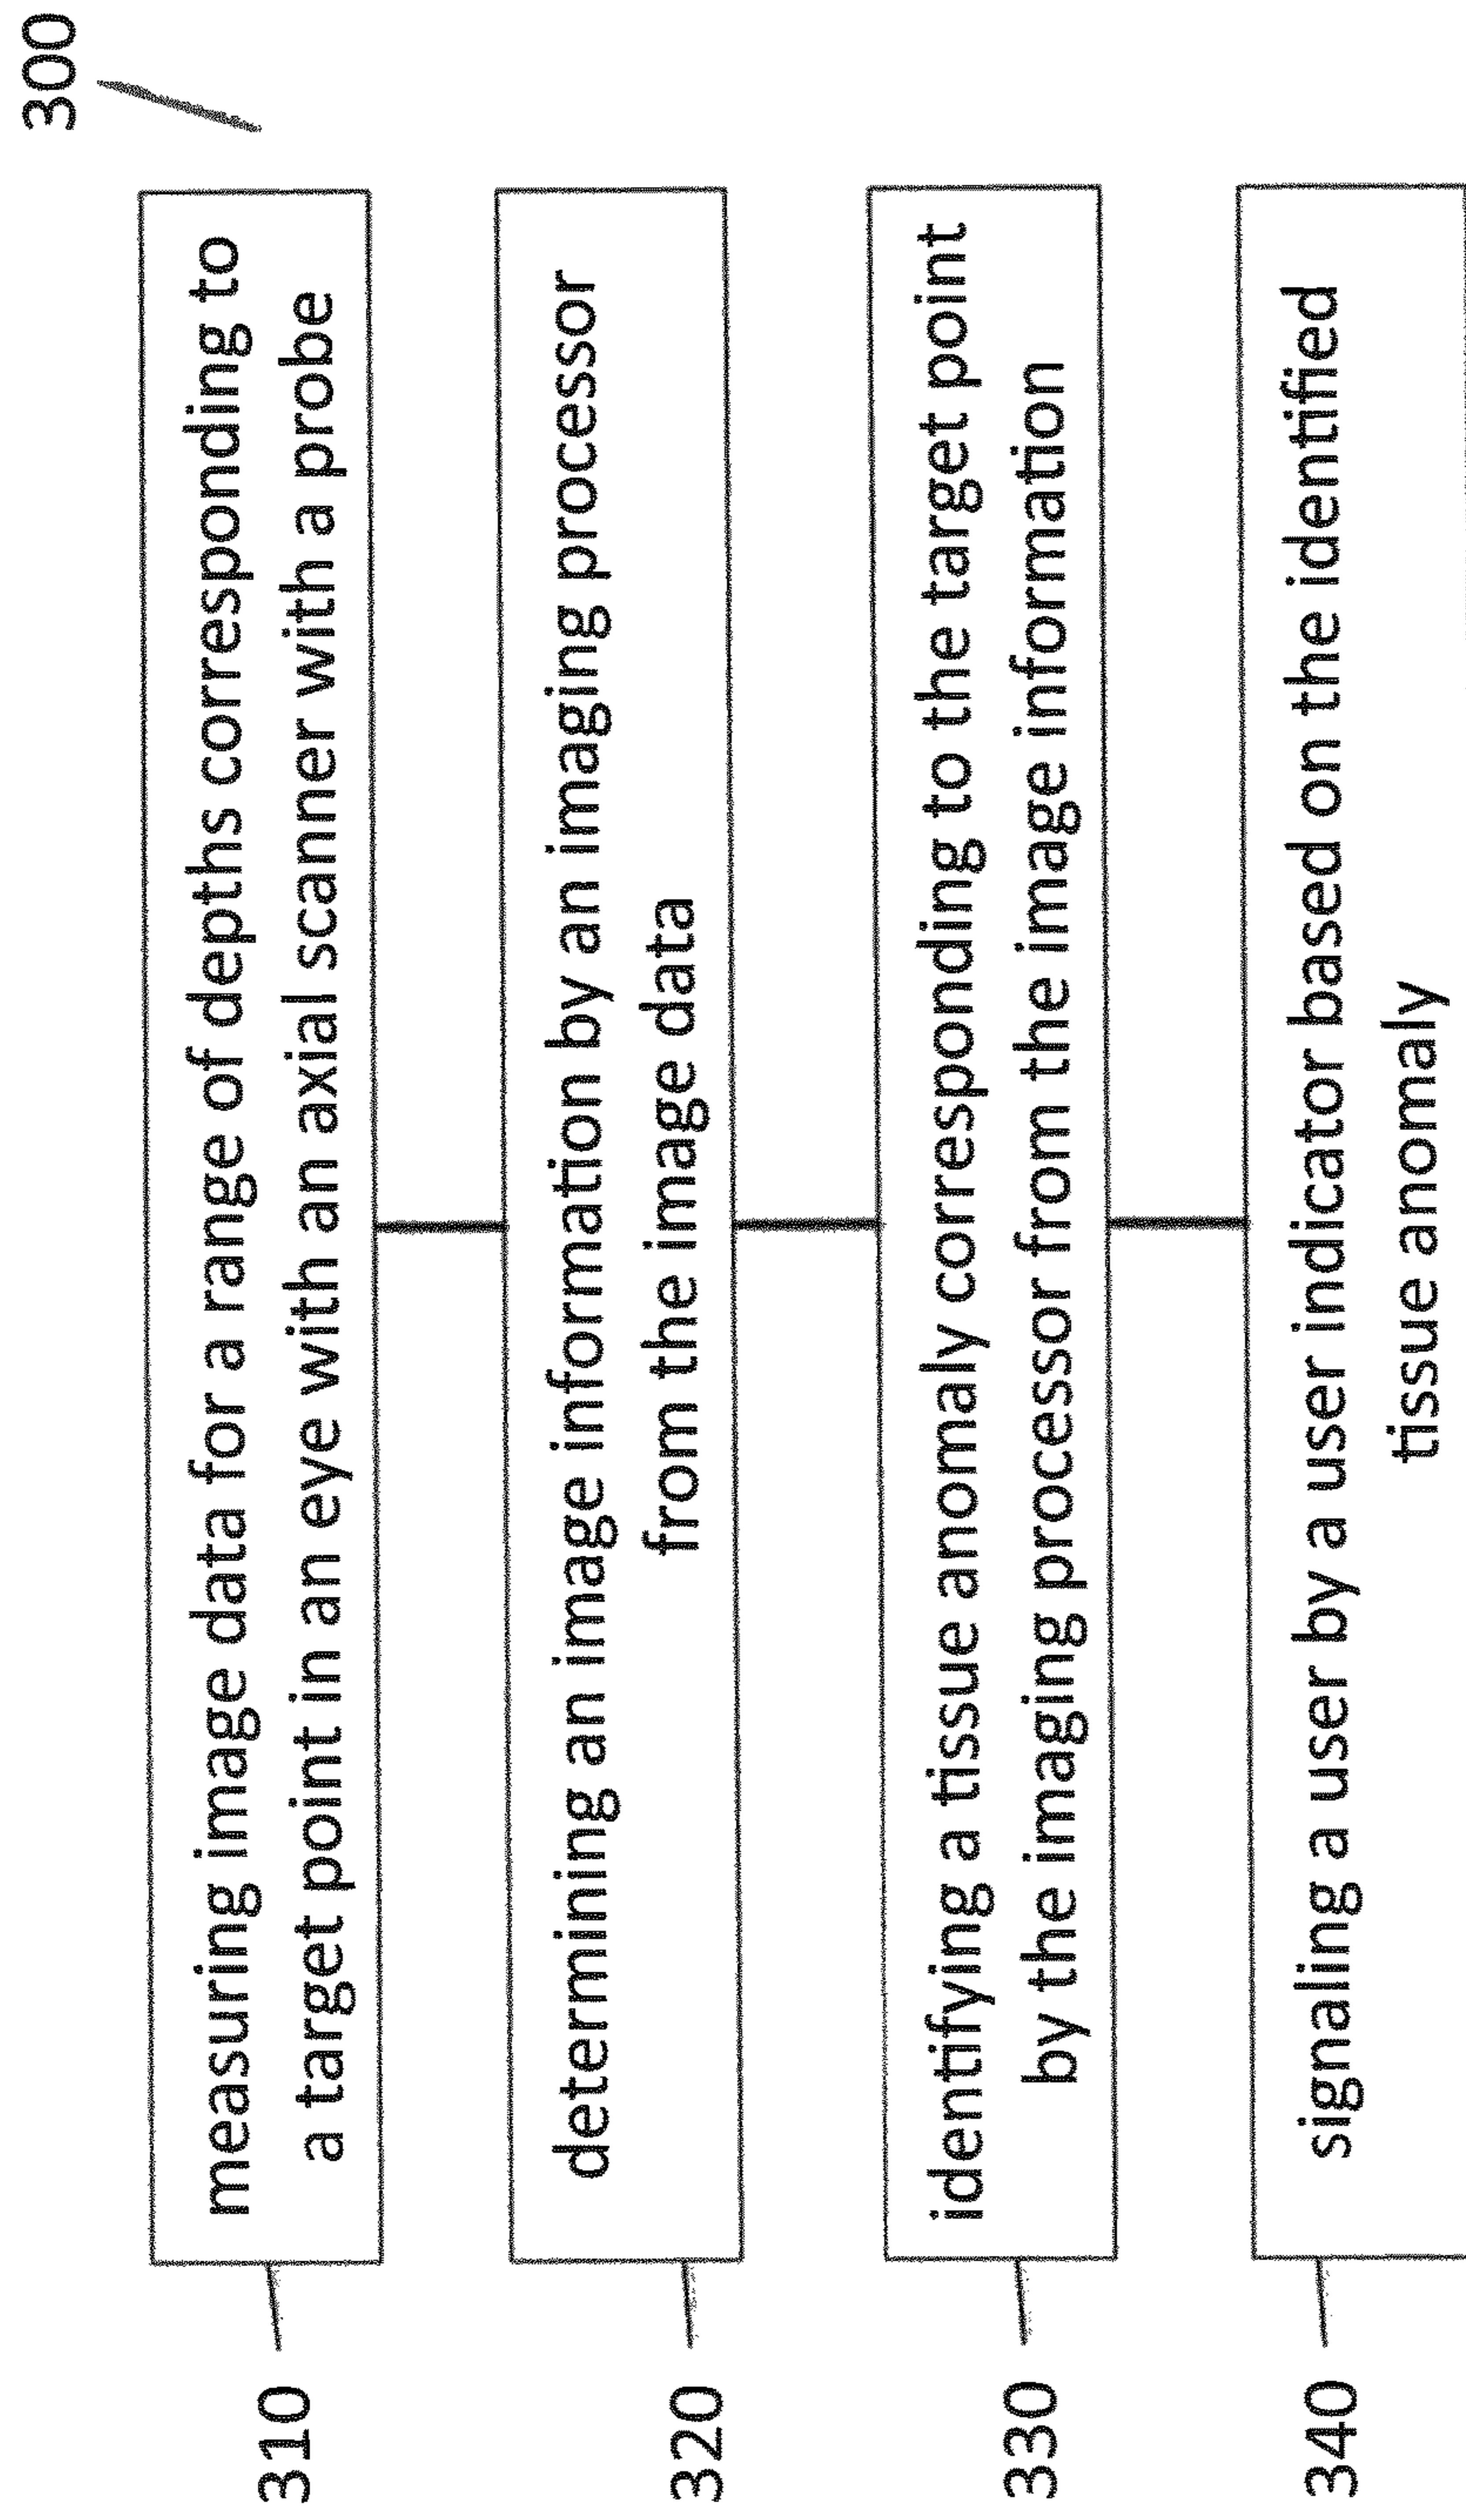 300
310
measuring image data for a range of depths corresponding to
a target point in an eye with an axial scanner with a probe
320
determining an image information by an imaging processor
from the image data
330
identifying a tissue anomaly corresponding to the target point
by the imaging processor from the image information
340
signaling a user by a user indicator based on the identified
tissue anomaly